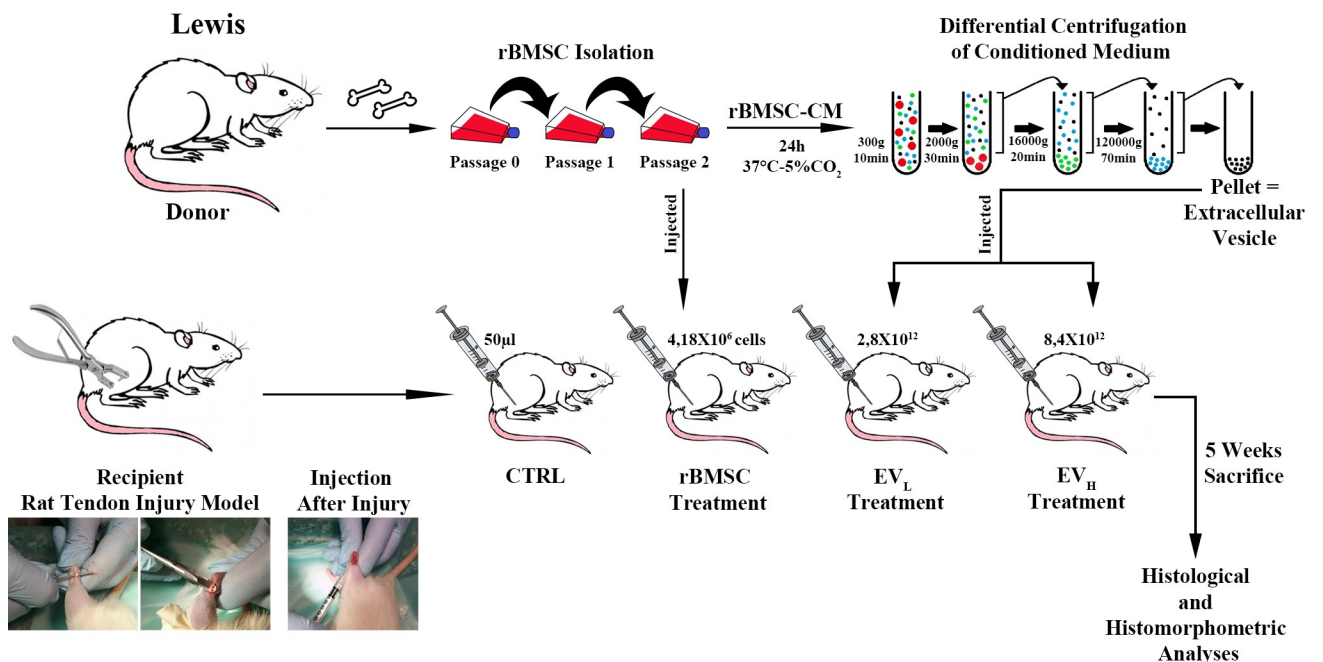 Lewis
Donor
rBMSC Isolation
Passage 0
Passage 1
Passage 2
rBMSC-CM
24h
37°C-5%CO₂
Differential Centrifugation
of Conditioned Medium
300g
10min
2000g
30min
16000g
20min
120000g
70min
Pellet =
Extracellular
Vesicle
Injected
Injected
50µl
4,18X10⁶ cells
2,8X10¹²
8,4X10¹²
Recipient
Rat Tendon Injury Model
Injection
After Injury
CTRL
rBMSC
Treatment
EV_L
Treatment
EV_H
Treatment
5 Weeks
Sacrifice
Histological
and
Histomorphometric
Analyses